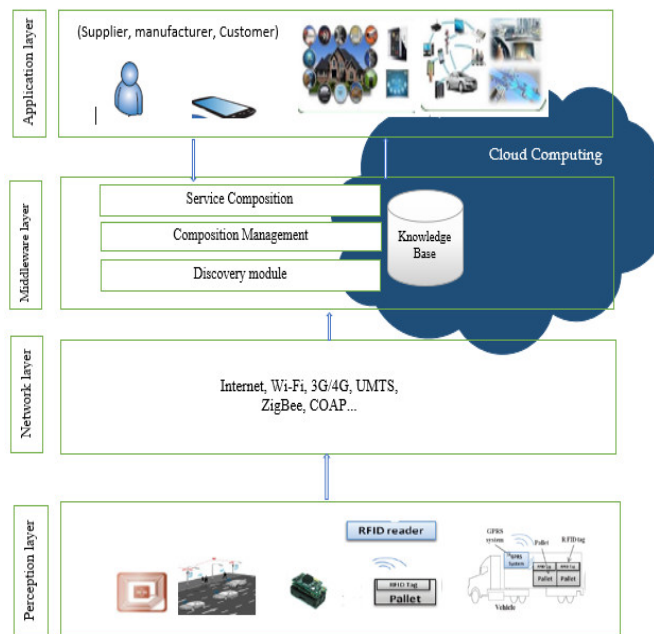 Application layer
(Supplier, manufacturer, Customer)
Cloud Computing
Middleware layer
Service Composition
Composition Management
Discovery module
Knowledge
Base
Network layer
Internet, Wi-Fi, 3G/4G, UMTS,
ZigBee, COAP...
Perception layer
RFID reader
RFID Tag
Pallet
GPRS
system
Pallet
RFID tag
GPRS
System
Pallet
Pallet
Vehicle